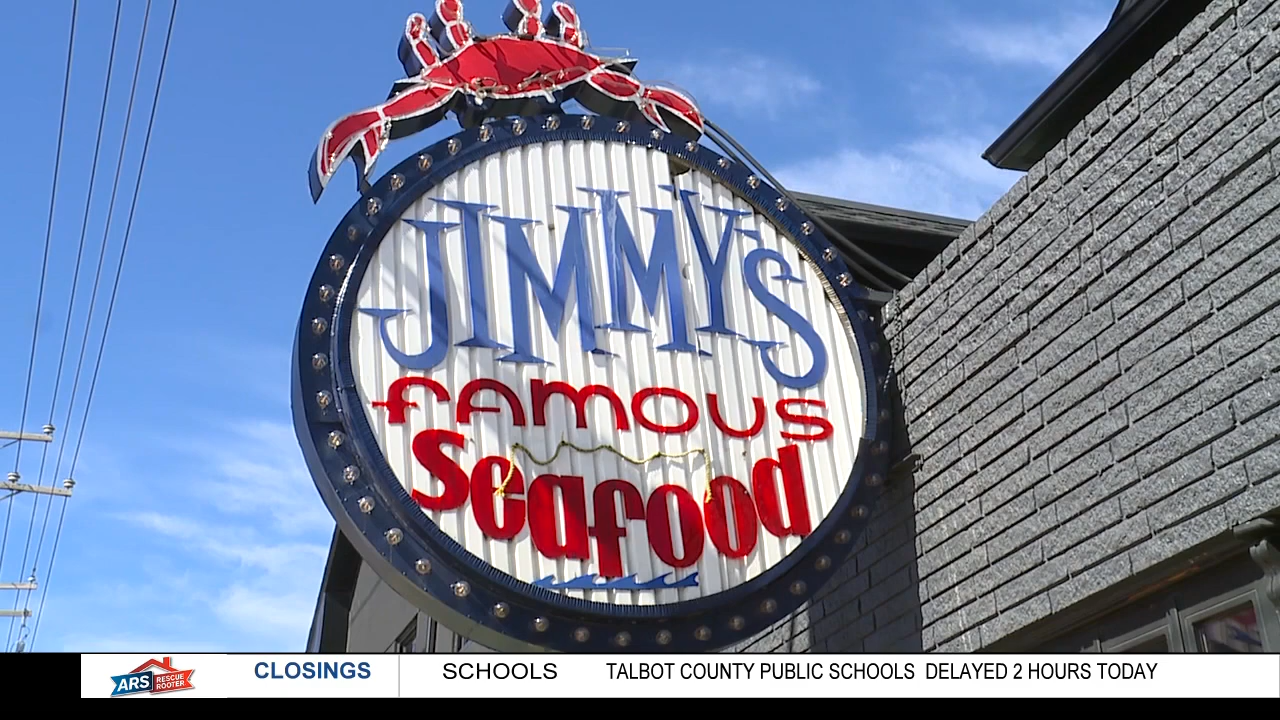 JIMMY'S
FAMOUS
SEAFOOD
ARS RESCUE ROOTER
CLOSINGS SCHOOLS TALBOT COUNTY PUBLIC SCHOOLS DELAYED 2 HOURS TODAY